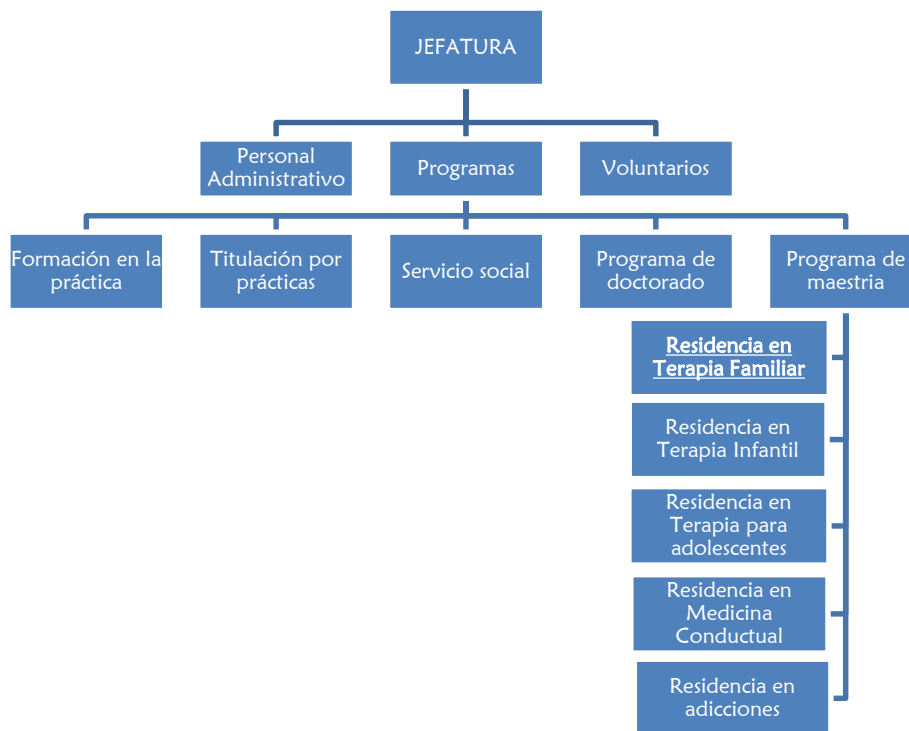 JEFATURA
Personal
Administrativo
Programas
Voluntarios
Formación en la
práctica
Titulación por
prácticas
Servicio social
Programa de
doctorado
Programa de
maestria
Residencia en
Terapia Familiar
Residencia en
Terapia Infantil
Residencia en
Terapia para
adolescentes
Residencia en
Medicina
Conductual
Residencia en
adicciones